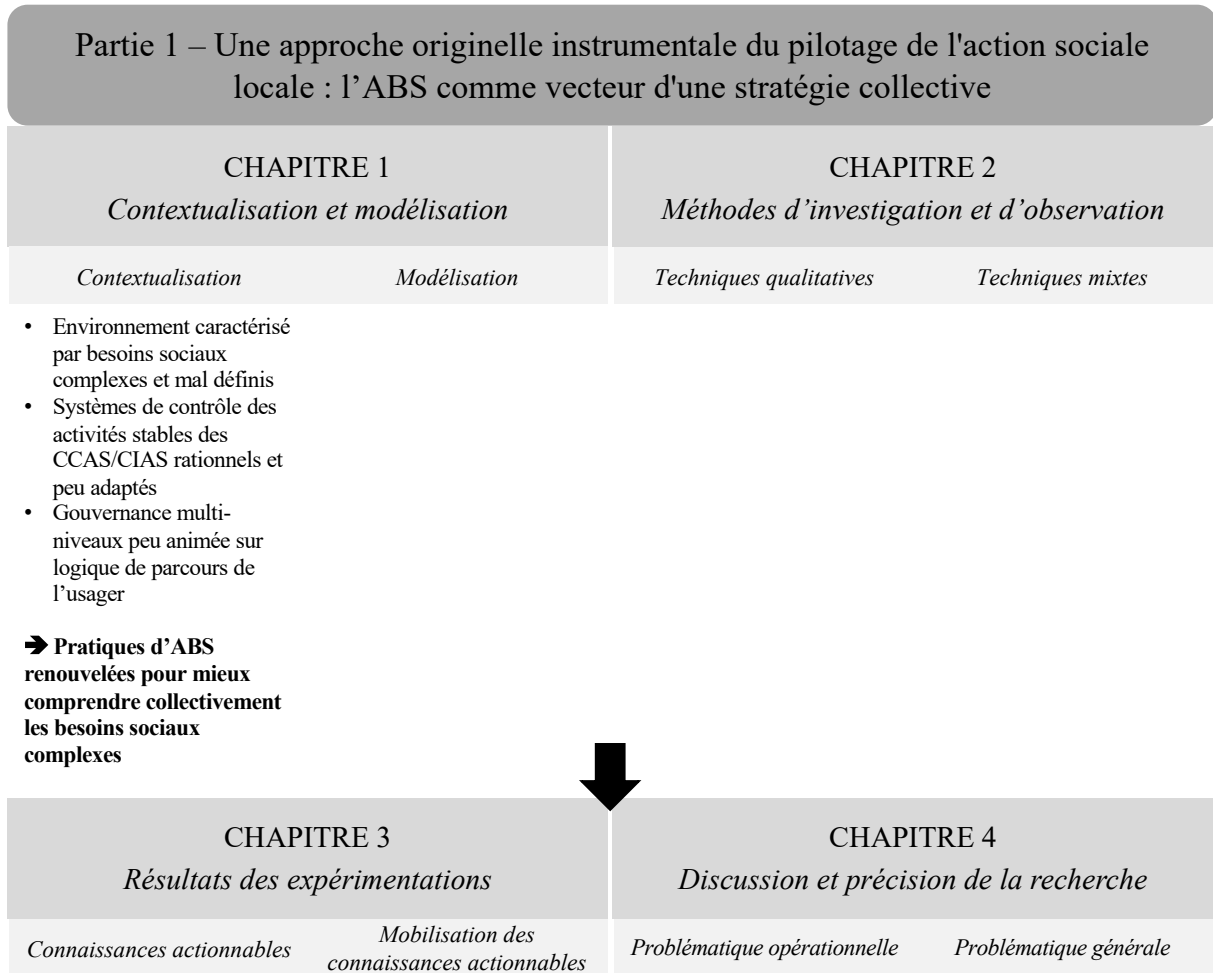 Partie 1 – Une approche originelle instrumentale du pilotage de l'action sociale
locale : l’ABS comme vecteur d'une stratégie collective
CHAPITRE 1
Contextualisation et modélisation
CHAPITRE 2
Méthodes d’investigation et d’observation
Contextualisation
Modélisation
Techniques qualitatives
Techniques mixtes
• Environnement caractérisé
par besoins sociaux
complexes et mal définis
• Systèmes de contrôle des
activités stables des
CCAS/CIAS rationnels et
peu adaptés
• Gouvernance multi-
niveaux peu animée sur
logique de parcours de
l’usager
➔ Pratiques d’ABS
renouvelées pour mieux
comprendre collectivement
les besoins sociaux
complexes
CHAPITRE 3
Résultats des expérimentations
CHAPITRE 4
Discussion et précision de la recherche
Connaissances actionnables
Mobilisation des
connaissances actionnables
Problématique opérationnelle
Problématique générale